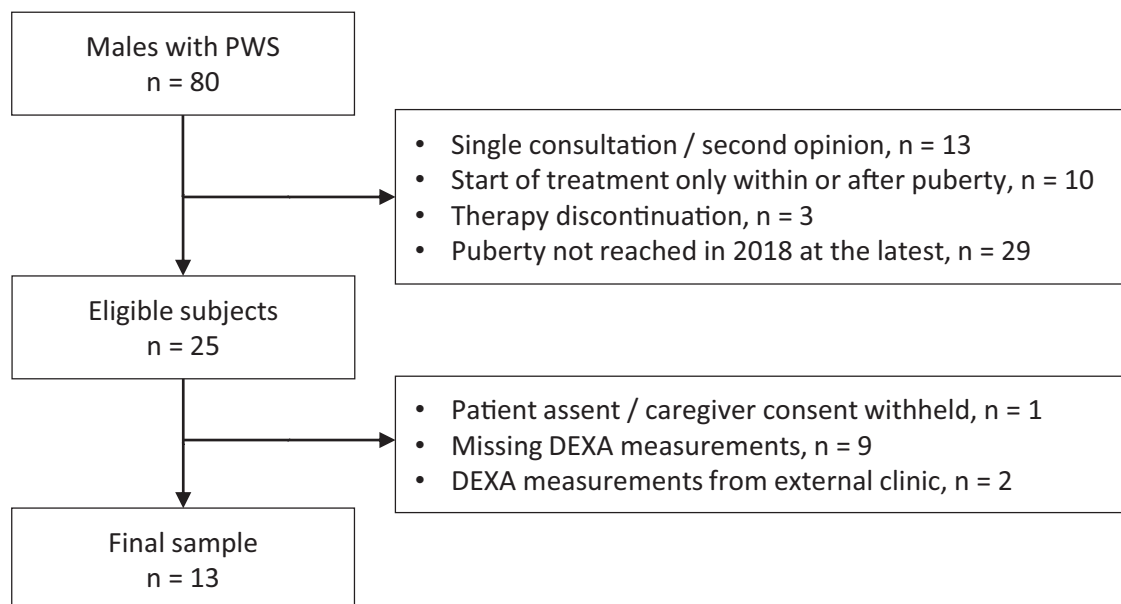 Males with PWS
n = 80
• Single consultation / second opinion, n = 13
• Start of treatment only within or after puberty, n = 10
• Therapy discontinuation, n = 3
• Puberty not reached in 2018 at the latest, n = 29
Eligible subjects
n = 25
• Patient assent / caregiver consent withheld, n = 1
• Missing DEXA measurements, n = 9
• DEXA measurements from external clinic, n = 2
Final sample
n = 13